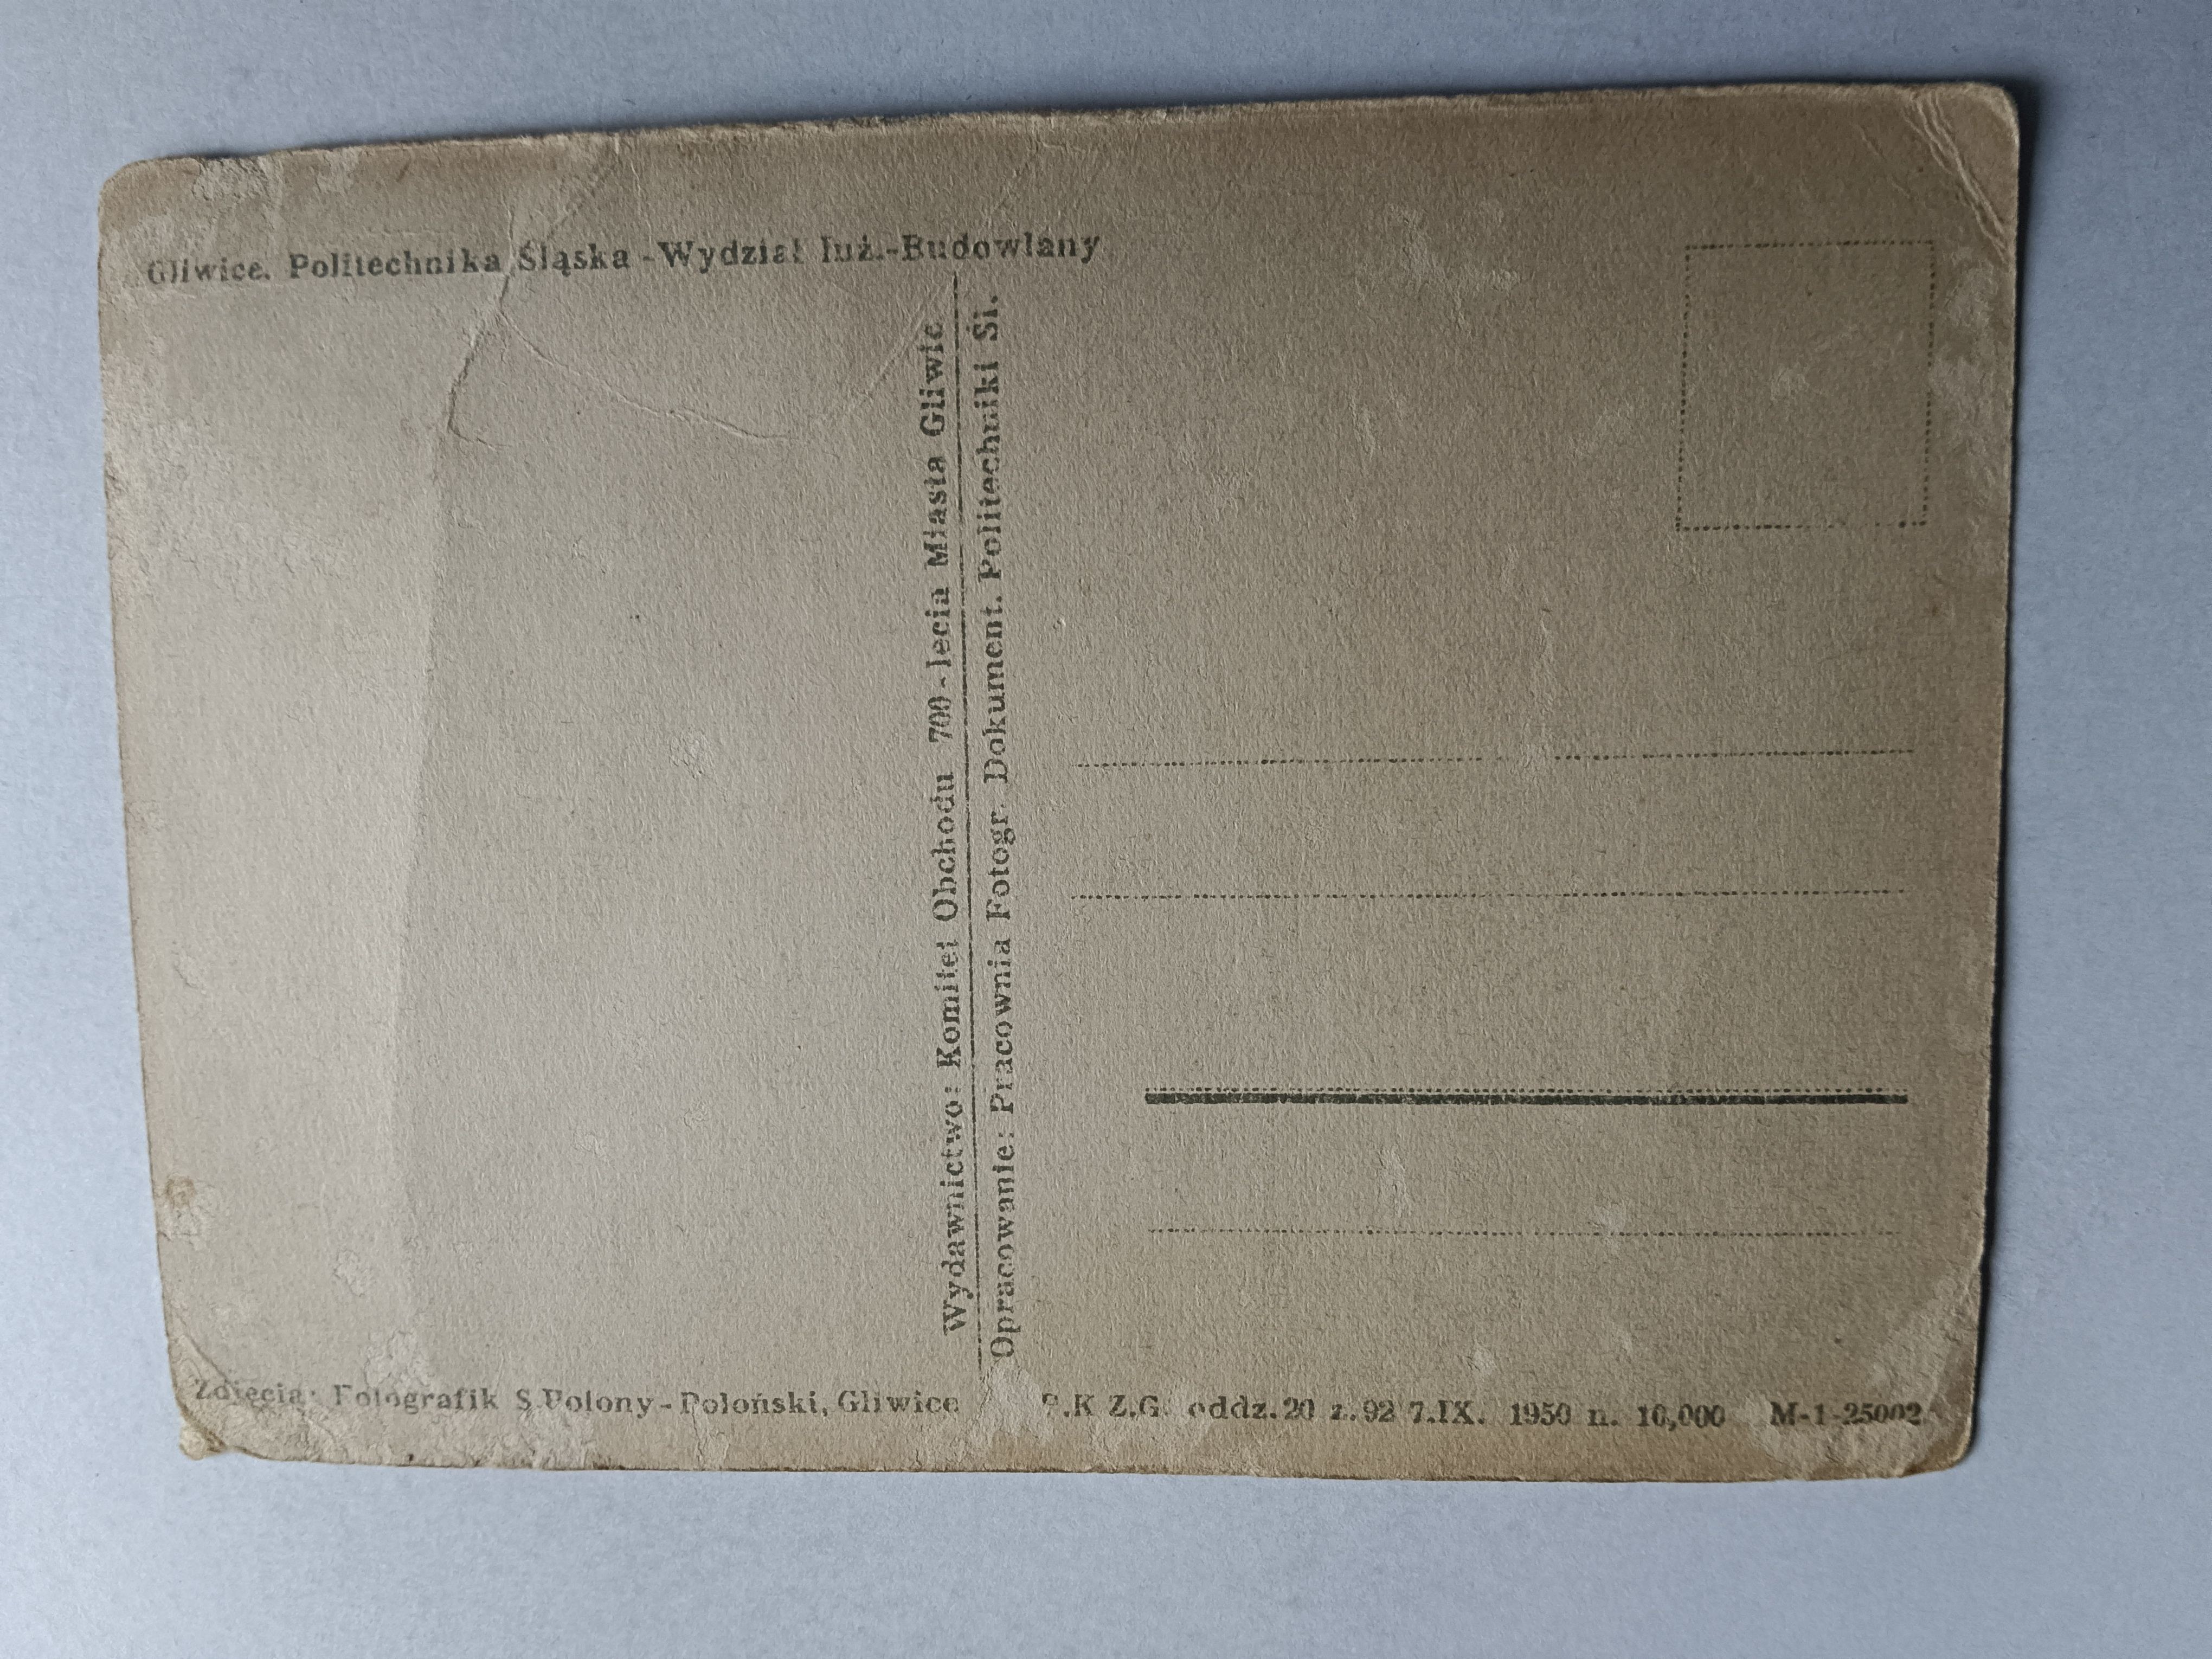 Gliwice. Politechnika Śląska - Wydział Inż.-Budowlany
Wydawnictwo: Komitet Obchodu 700-lecia Miasta Gliwic
Opracowanie: Pracownia Fotogr. Dokument. Politechniki Śl.
Zdjęcia: Fotografik S. Polony-Poloński, Gliwice
P.K Z.G. oddz. 20 z. 92 7.IX. 1950 n. 10,000 M-1-25002